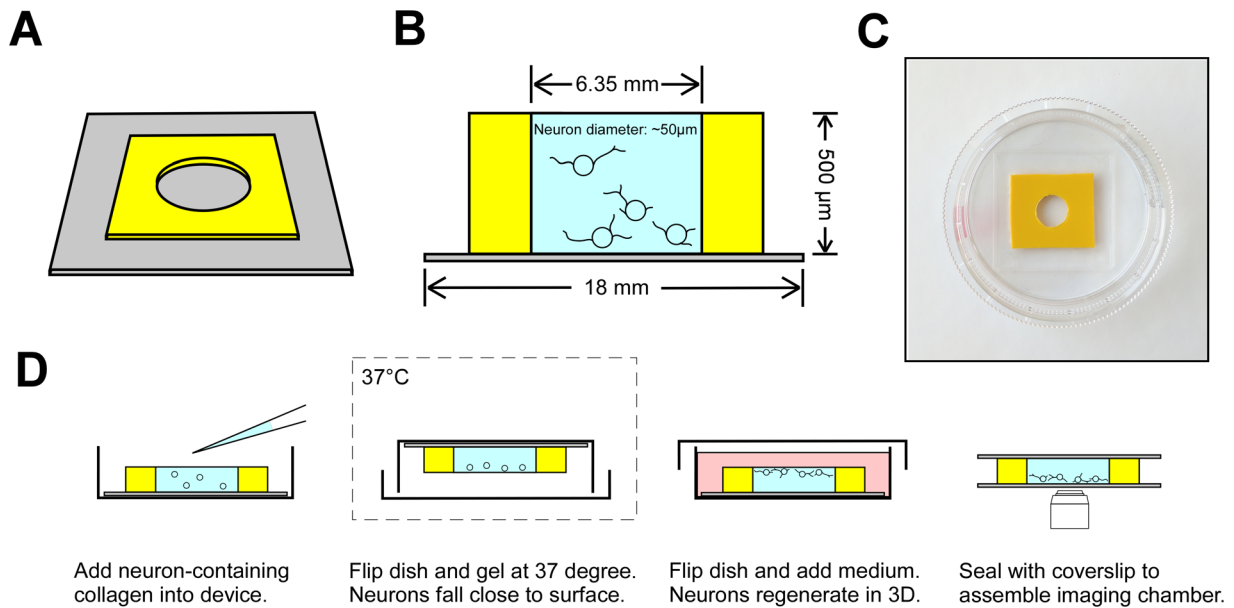 A
B
C
6.35 mm
Neuron diameter: ~50μm
500 μm
18 mm
D
37°C
Add neuron-containing
collagen into device.
Flip dish and gel at 37 degree.
Neurons fall close to surface.
Flip dish and add medium.
Neurons regenerate in 3D.
Seal with coverslip to
assemble imaging chamber.